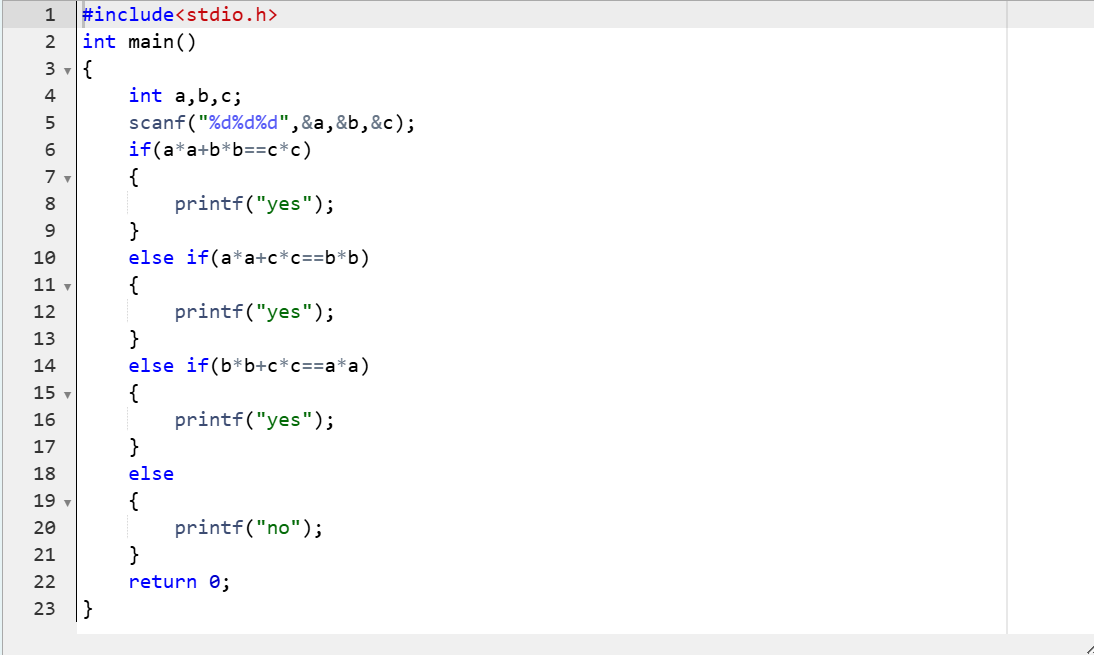 1 #include<stdio.h>
2 int main()
3 {
4     int a,b,c;
5     scanf("%d%d%d",&a,&b,&c);
6     if(a*a+b*b==c*c)
7     {
8         printf("yes");
9     }
10     else if(a*a+c*c==b*b)
11     {
12         printf("yes");
13     }
14     else if(b*b+c*c==a*a)
15     {
16         printf("yes");
17     }
18     else
19     {
20         printf("no");
21     }
22     return 0;
23 }